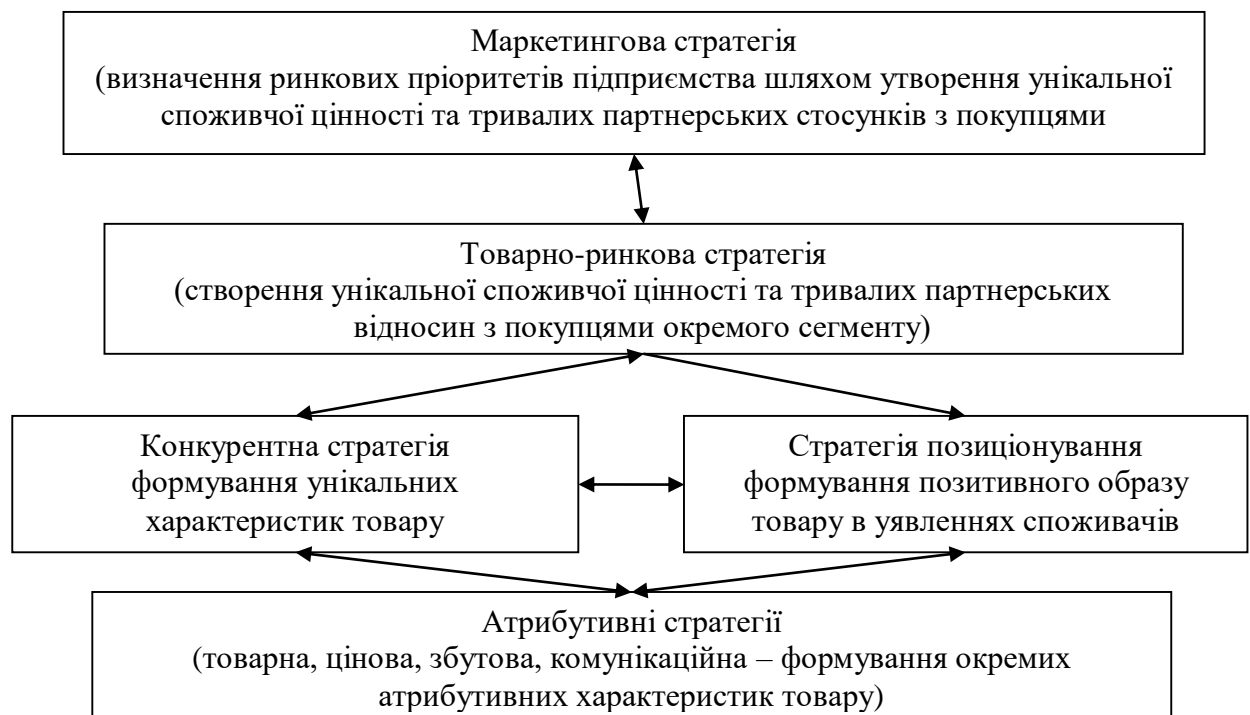 Маркетингова стратегія
(визначення ринкових пріоритетів підприємства шляхом утворення унікальної
споживчої цінності та тривалих партнерських стосунків з покупцями
Товарно-ринкова стратегія
(створення унікальної споживчої цінності та тривалих партнерських
відносин з покупцями окремого сегменту)
Конкурентна стратегія
формування унікальних
характеристик товару
Стратегія позиціонування
формування позитивного образу
товару в уявленнях споживачів
Атрибутивні стратегії
(товарна, цінова, збутова, комунікаційна – формування окремих
атрибутивних характеристик товару)